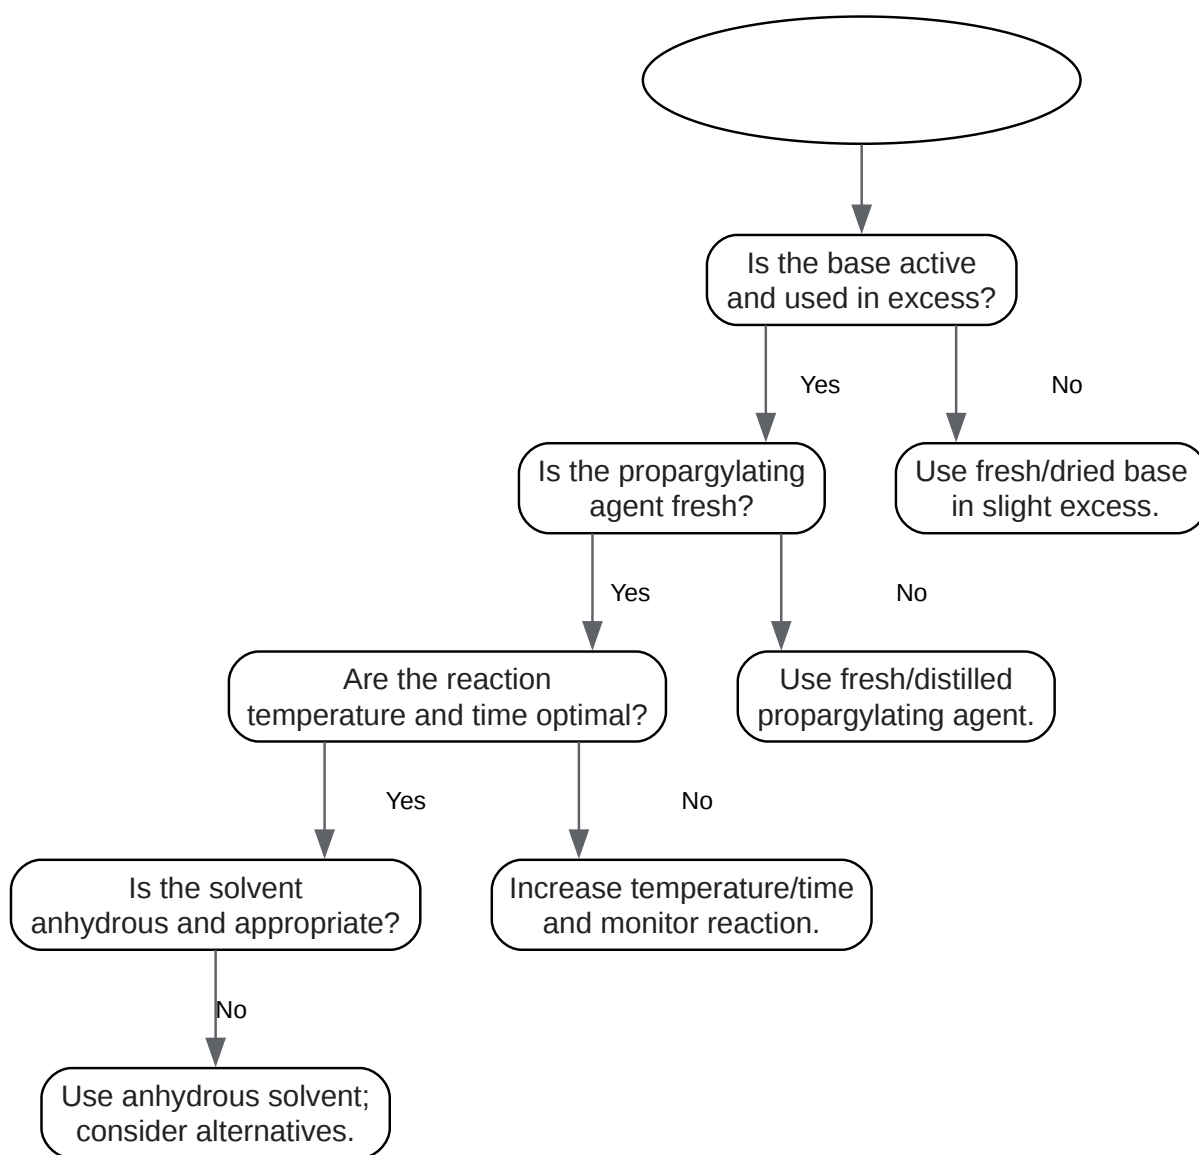 Is the base active
and used in excess?
Yes
No
Is the propargylating
agent fresh?
Use fresh/dried base
in slight excess.
Yes
No
Are the reaction
temperature and time optimal?
Use fresh/distilled
propargylating agent.
Yes
No
Is the solvent
anhydrous and appropriate?
Increase temperature/time
and monitor reaction.
No
Use anhydrous solvent;
consider alternatives.